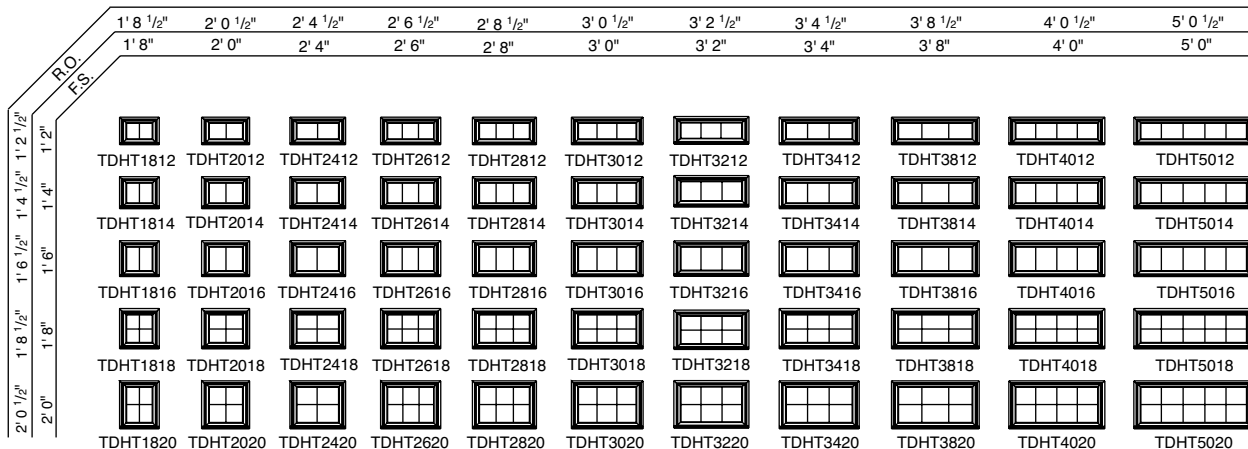 1' 8 1/2" 2' 0 1/2" 2' 4 1/2" 2' 6 1/2" 2' 8 1/2" 3' 0 1/2" 3' 2 1/2" 3' 4 1/2" 3' 8 1/2" 4' 0 1/2" 5' 0 1/2"
1' 8" 2' 0" 2' 4" 2' 6" 2' 8" 3' 0" 3' 2" 3' 4" 3' 8" 4' 0" 5' 0"
R.O.
F.S.
1' 2 1/2" 1' 2"
TDHT1812 TDHT2012 TDHT2412 TDHT2612 TDHT2812 TDHT3012 TDHT3212 TDHT3412 TDHT3812 TDHT4012 TDHT5012
1' 4 1/2" 1' 4"
TDHT1814 TDHT2014 TDHT2414 TDHT2614 TDHT2814 TDHT3014 TDHT3214 TDHT3414 TDHT3814 TDHT4014 TDHT5014
1' 6 1/2" 1' 6"
TDHT1816 TDHT2016 TDHT2416 TDHT2616 TDHT2816 TDHT3016 TDHT3216 TDHT3416 TDHT3816 TDHT4016 TDHT5016
1' 8 1/2" 1' 8"
TDHT1818 TDHT2018 TDHT2418 TDHT2618 TDHT2818 TDHT3018 TDHT3218 TDHT3418 TDHT3818 TDHT4018 TDHT5018
2' 0 1/2" 2' 0"
TDHT1820 TDHT2020 TDHT2420 TDHT2620 TDHT2820 TDHT3020 TDHT3220 TDHT3420 TDHT3820 TDHT4020 TDHT5020